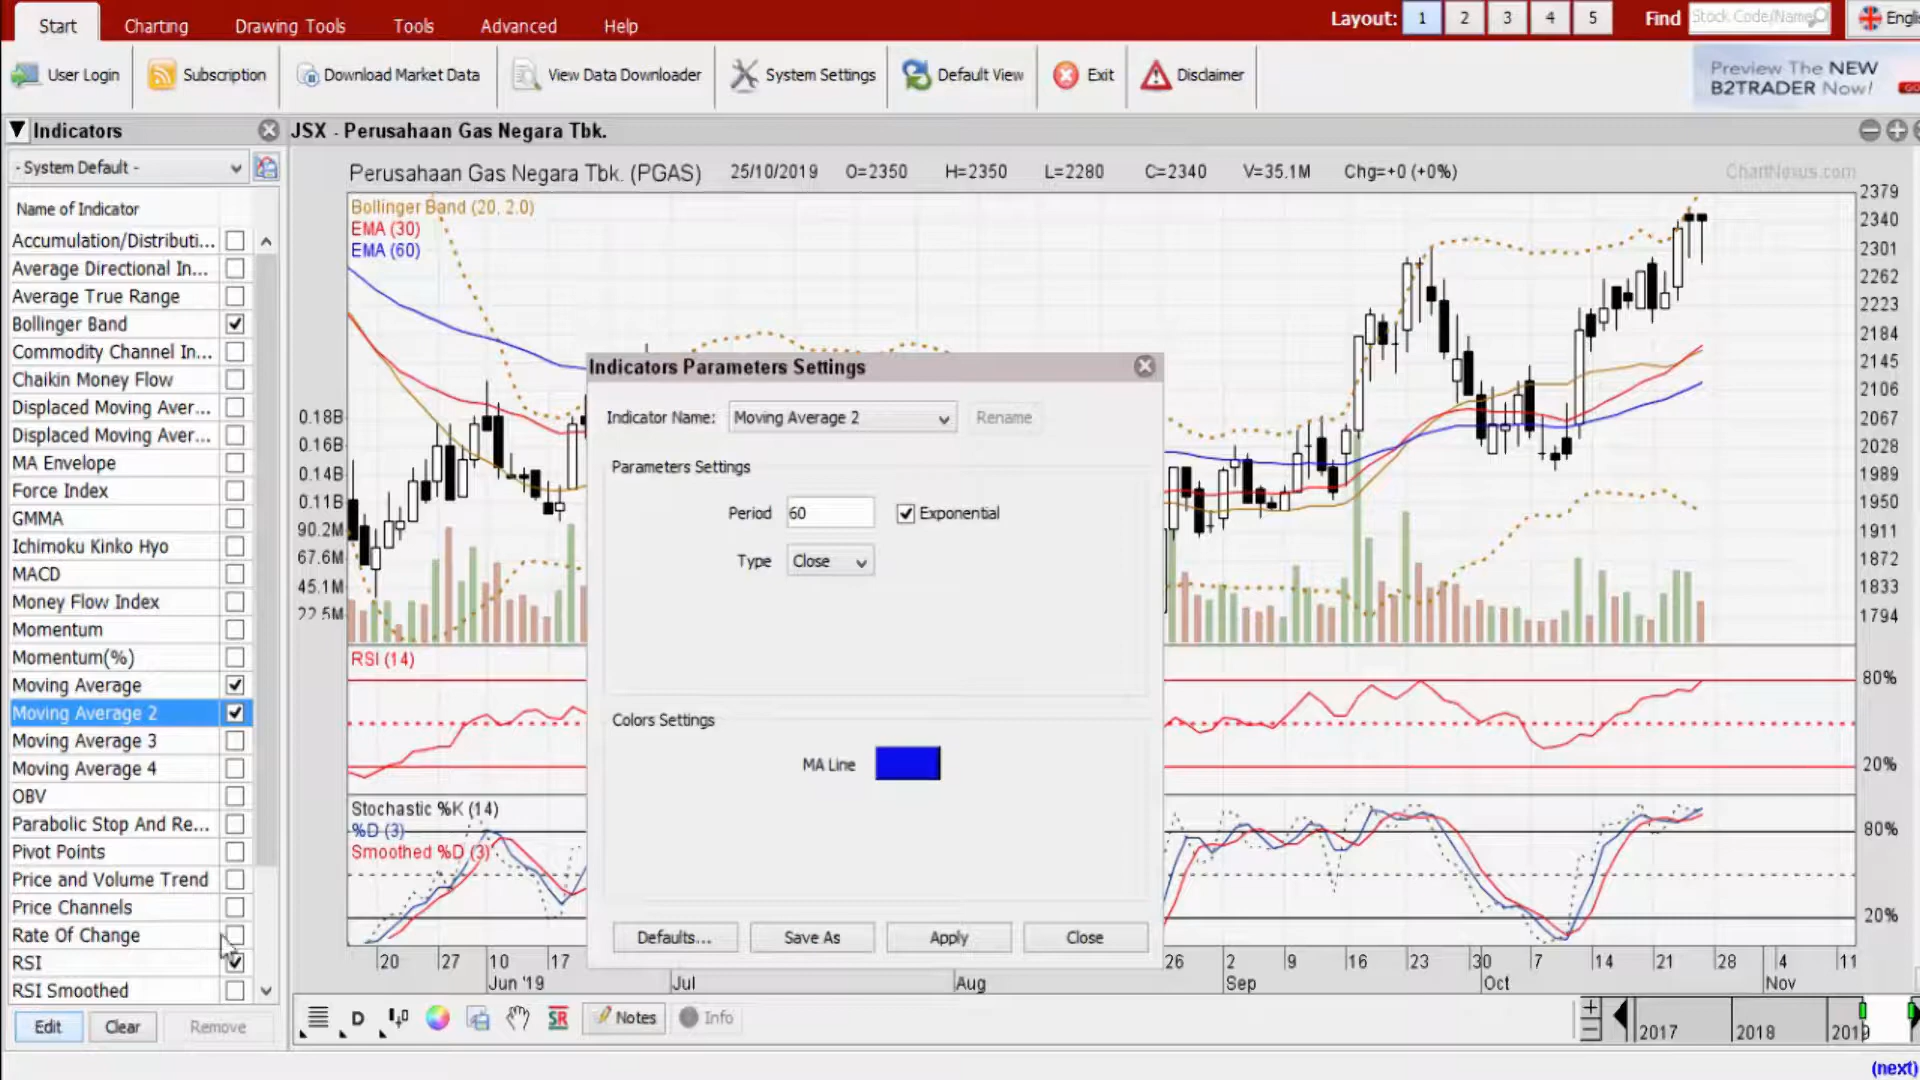 Start Charting Drawing Tools Tools Advanced Help Layout: 1 2 3 4 5 Find Stock Code/Name
User Login Subscription Download Market Data View Data Downloader System Settings Default View Exit Disclaimer
Preview The NEW
B2TRADER Now!
Indicators
JSX - Perusahaan Gas Negara Tbk.
- System Default -
Name of Indicator
Accumulation/Distributi...
Average Directional In...
Average True Range
Bollinger Band
Commodity Channel In...
Chaikin Money Flow
Displaced Moving Aver...
Displaced Moving Aver...
MA Envelope
Force Index
GMMA
Ichimoku Kinko Hyo
MACD
Money Flow Index
Momentum
Momentum(%)
Moving Average
Moving Average 2
Moving Average 3
Moving Average 4
OBV
Parabolic Stop And Re...
Pivot Points
Price and Volume Trend
Price Channels
Rate Of Change
RSI
RSI Smoothed
Edit Clear Remove
Perusahaan Gas Negara Tbk. (PGAS) 25/10/2019 O=2350 H=2350 L=2280 C=2340 V=35.1M Chg=+0 (+0%) ChartNexus.com
Bollinger Band (20, 2.0)
EMA (30)
EMA (60)
2379
2340
2301
2262
2223
2184
2145
2106
2067
2028
1989
1950
1911
1872
1833
1794
0.18B
0.16B
0.14B
0.11B
90.2M
67.6M
45.1M
22.5M
Indicators Parameters Settings
Indicator Name: Moving Average 2 Rename
Parameters Settings
Period 60 Exponential
Type Close
Colors Settings
MA Line
Defaults... Save As Apply Close
RSI (14)
80%
20%
Stochastic %K (14)
%D (3)
Smoothed %D (3)
80%
20%
20 27 10 17 26 2 9 16 23 30 7 14 21 28 4 11
Jun '19 Jul Aug Sep Oct Nov
D SR Notes Info
2017 2018 2019
(next)